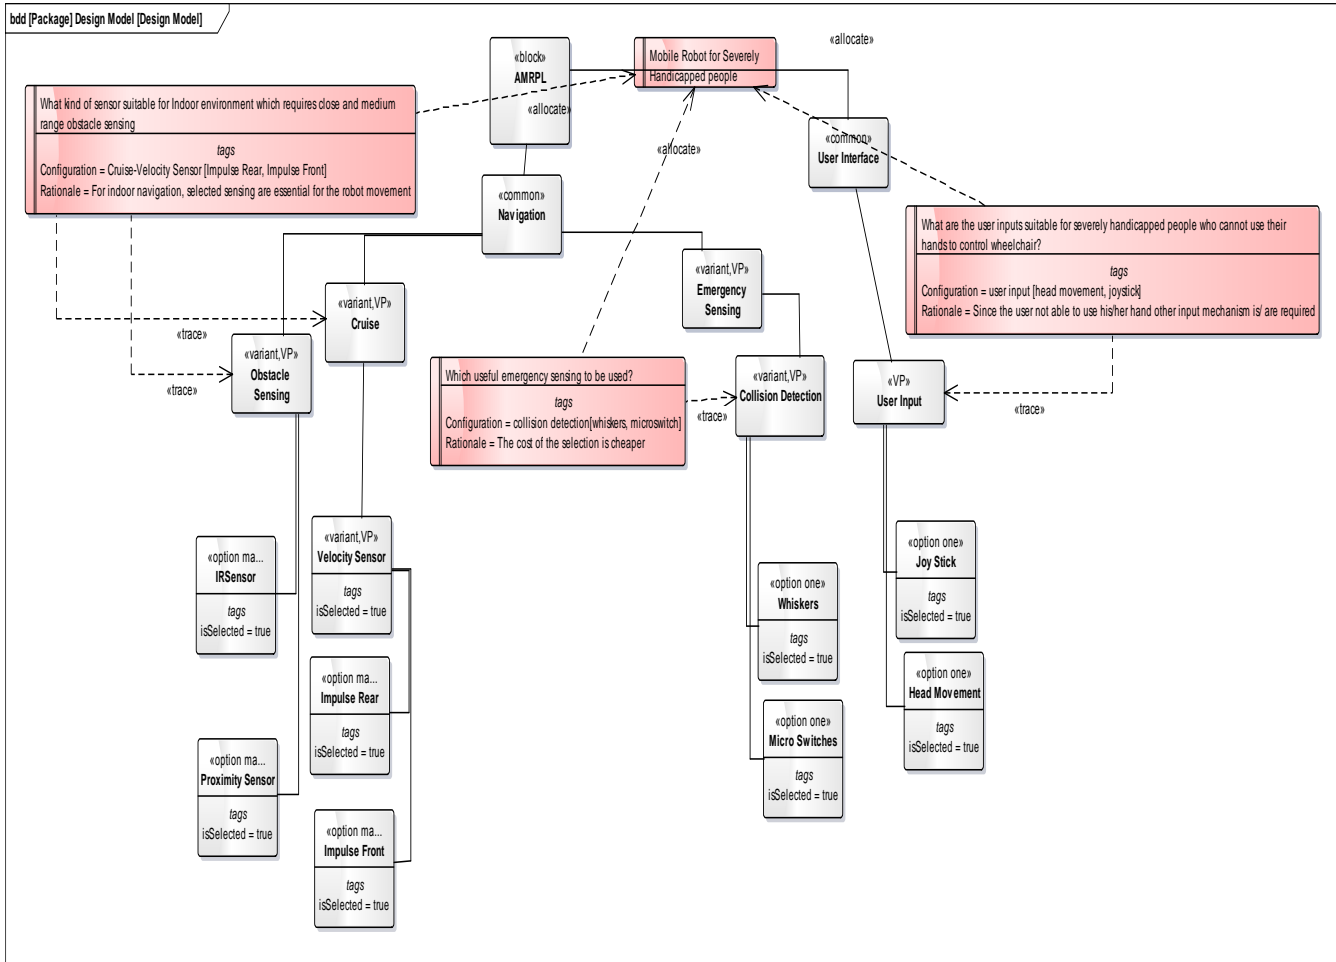 bdd [Package] Design Model [Design Model]
«block»
AMRPL
Mobile Robot for Severely
Handicapped people
«allocate»
What kind of sensor suitable for Indoor environment which requires close and medium
range obstacle sensing
tags
Configuration = Cruise-Velocity Sensor [Impulse Rear, Impulse Front]
Rationale = For indoor navigation, selected sensing are essential for the robot movement
«allocate»
«allocate»
«common»
User Interface
«common»
Navigation
What are the user inputs suitable for severely handicapped people who cannot use their
hands to control wheelchair?
tags
Configuration = user input [head movement, joystick]
Rationale = Since the user not able to use his/her hand other input mechanism is/ are required
«variant,VP»
Emergency
Sensing
«variant,VP»
Cruise
«trace»
«variant,VP»
Obstacle
Sensing
«trace»
Which useful emergency sensing to be used?
tags
Configuration = collision detection[whiskers, microswitch]
Rationale = The cost of the selection is cheaper
«trace»
«variant,VP»
Collision Detection
«VP»
User Input
«trace»
«option ma...
IRSensor
tags
isSelected = true
«variant,VP»
Velocity Sensor
tags
isSelected = true
«option one»
Whiskers
tags
isSelected = true
«option one»
Joy Stick
tags
isSelected = true
«option ma...
Impulse Rear
tags
isSelected = true
«option one»
Head Movement
tags
isSelected = true
«option ma...
Proximity Sensor
tags
isSelected = true
«option one»
Micro Switches
tags
isSelected = true
«option ma...
Impulse Front
tags
isSelected = true